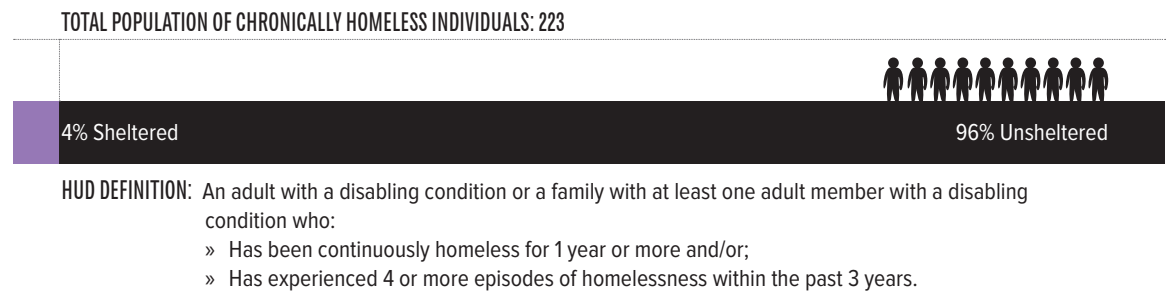 TOTAL POPULATION OF CHRONICALLY HOMELESS INDIVIDUALS: 223
4% Sheltered 96% Unsheltered
HUD DEFINITION: An adult with a disabling condition or a family with at least one adult member with a disabling
condition who:
» Has been continuously homeless for 1 year or more and/or;
» Has experienced 4 or more episodes of homelessness within the past 3 years.